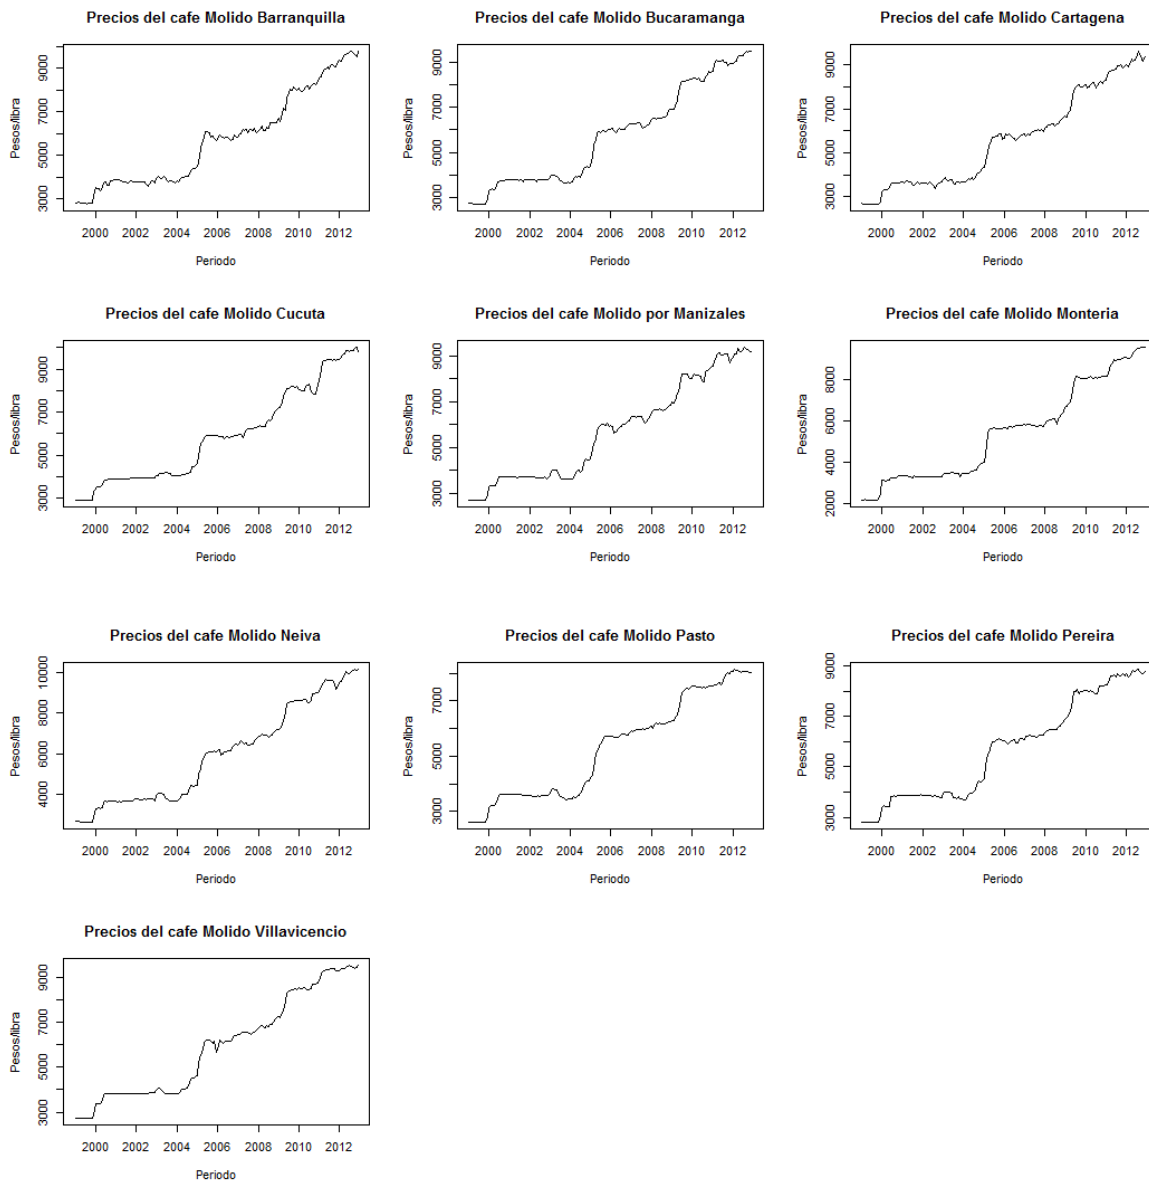 Precios del cafe Molido Barranquilla
Pesos/libra
3000 5000 7000 9000
2000 2002 2004 2006 2008 2010 2012
Periodo
Precios del cafe Molido Bucaramanga
Pesos/libra
3000 5000 7000 9000
2000 2002 2004 2006 2008 2010 2012
Periodo
Precios del cafe Molido Cartagena
Pesos/libra
3000 5000 7000 9000
2000 2002 2004 2006 2008 2010 2012
Periodo
Precios del cafe Molido Cucuta
Pesos/libra
3000 5000 7000 9000
2000 2002 2004 2006 2008 2010 2012
Periodo
Precios del cafe Molido por Manizales
Pesos/libra
3000 5000 7000 9000
2000 2002 2004 2006 2008 2010 2012
Periodo
Precios del cafe Molido Monteria
Pesos/libra
2000 4000 6000 8000
2000 2002 2004 2006 2008 2010 2012
Periodo
Precios del cafe Molido Neiva
Pesos/libra
4000 6000 8000 10000
2000 2002 2004 2006 2008 2010 2012
Periodo
Precios del cafe Molido Pasto
Pesos/libra
3000 5000 7000
2000 2002 2004 2006 2008 2010 2012
Periodo
Precios del cafe Molido Pereira
Pesos/libra
3000 5000 7000 9000
2000 2002 2004 2006 2008 2010 2012
Periodo
Precios del cafe Molido Villavicencio
Pesos/libra
3000 5000 7000 9000
2000 2002 2004 2006 2008 2010 2012
Periodo